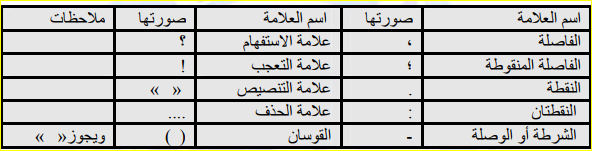 اسم العلامة صورتها اسم العلامة صورتها ملاحظات
الفاصلة ، علامة الاستفهام ؟
الفاصلة المنقوطة ؛ علامة التعجب !
النقطة . علامة التنصيص « »
النقطتان : علامة الحذف ....
الشرطة أو الوصلة - القوسان ( ) ويجوز« »